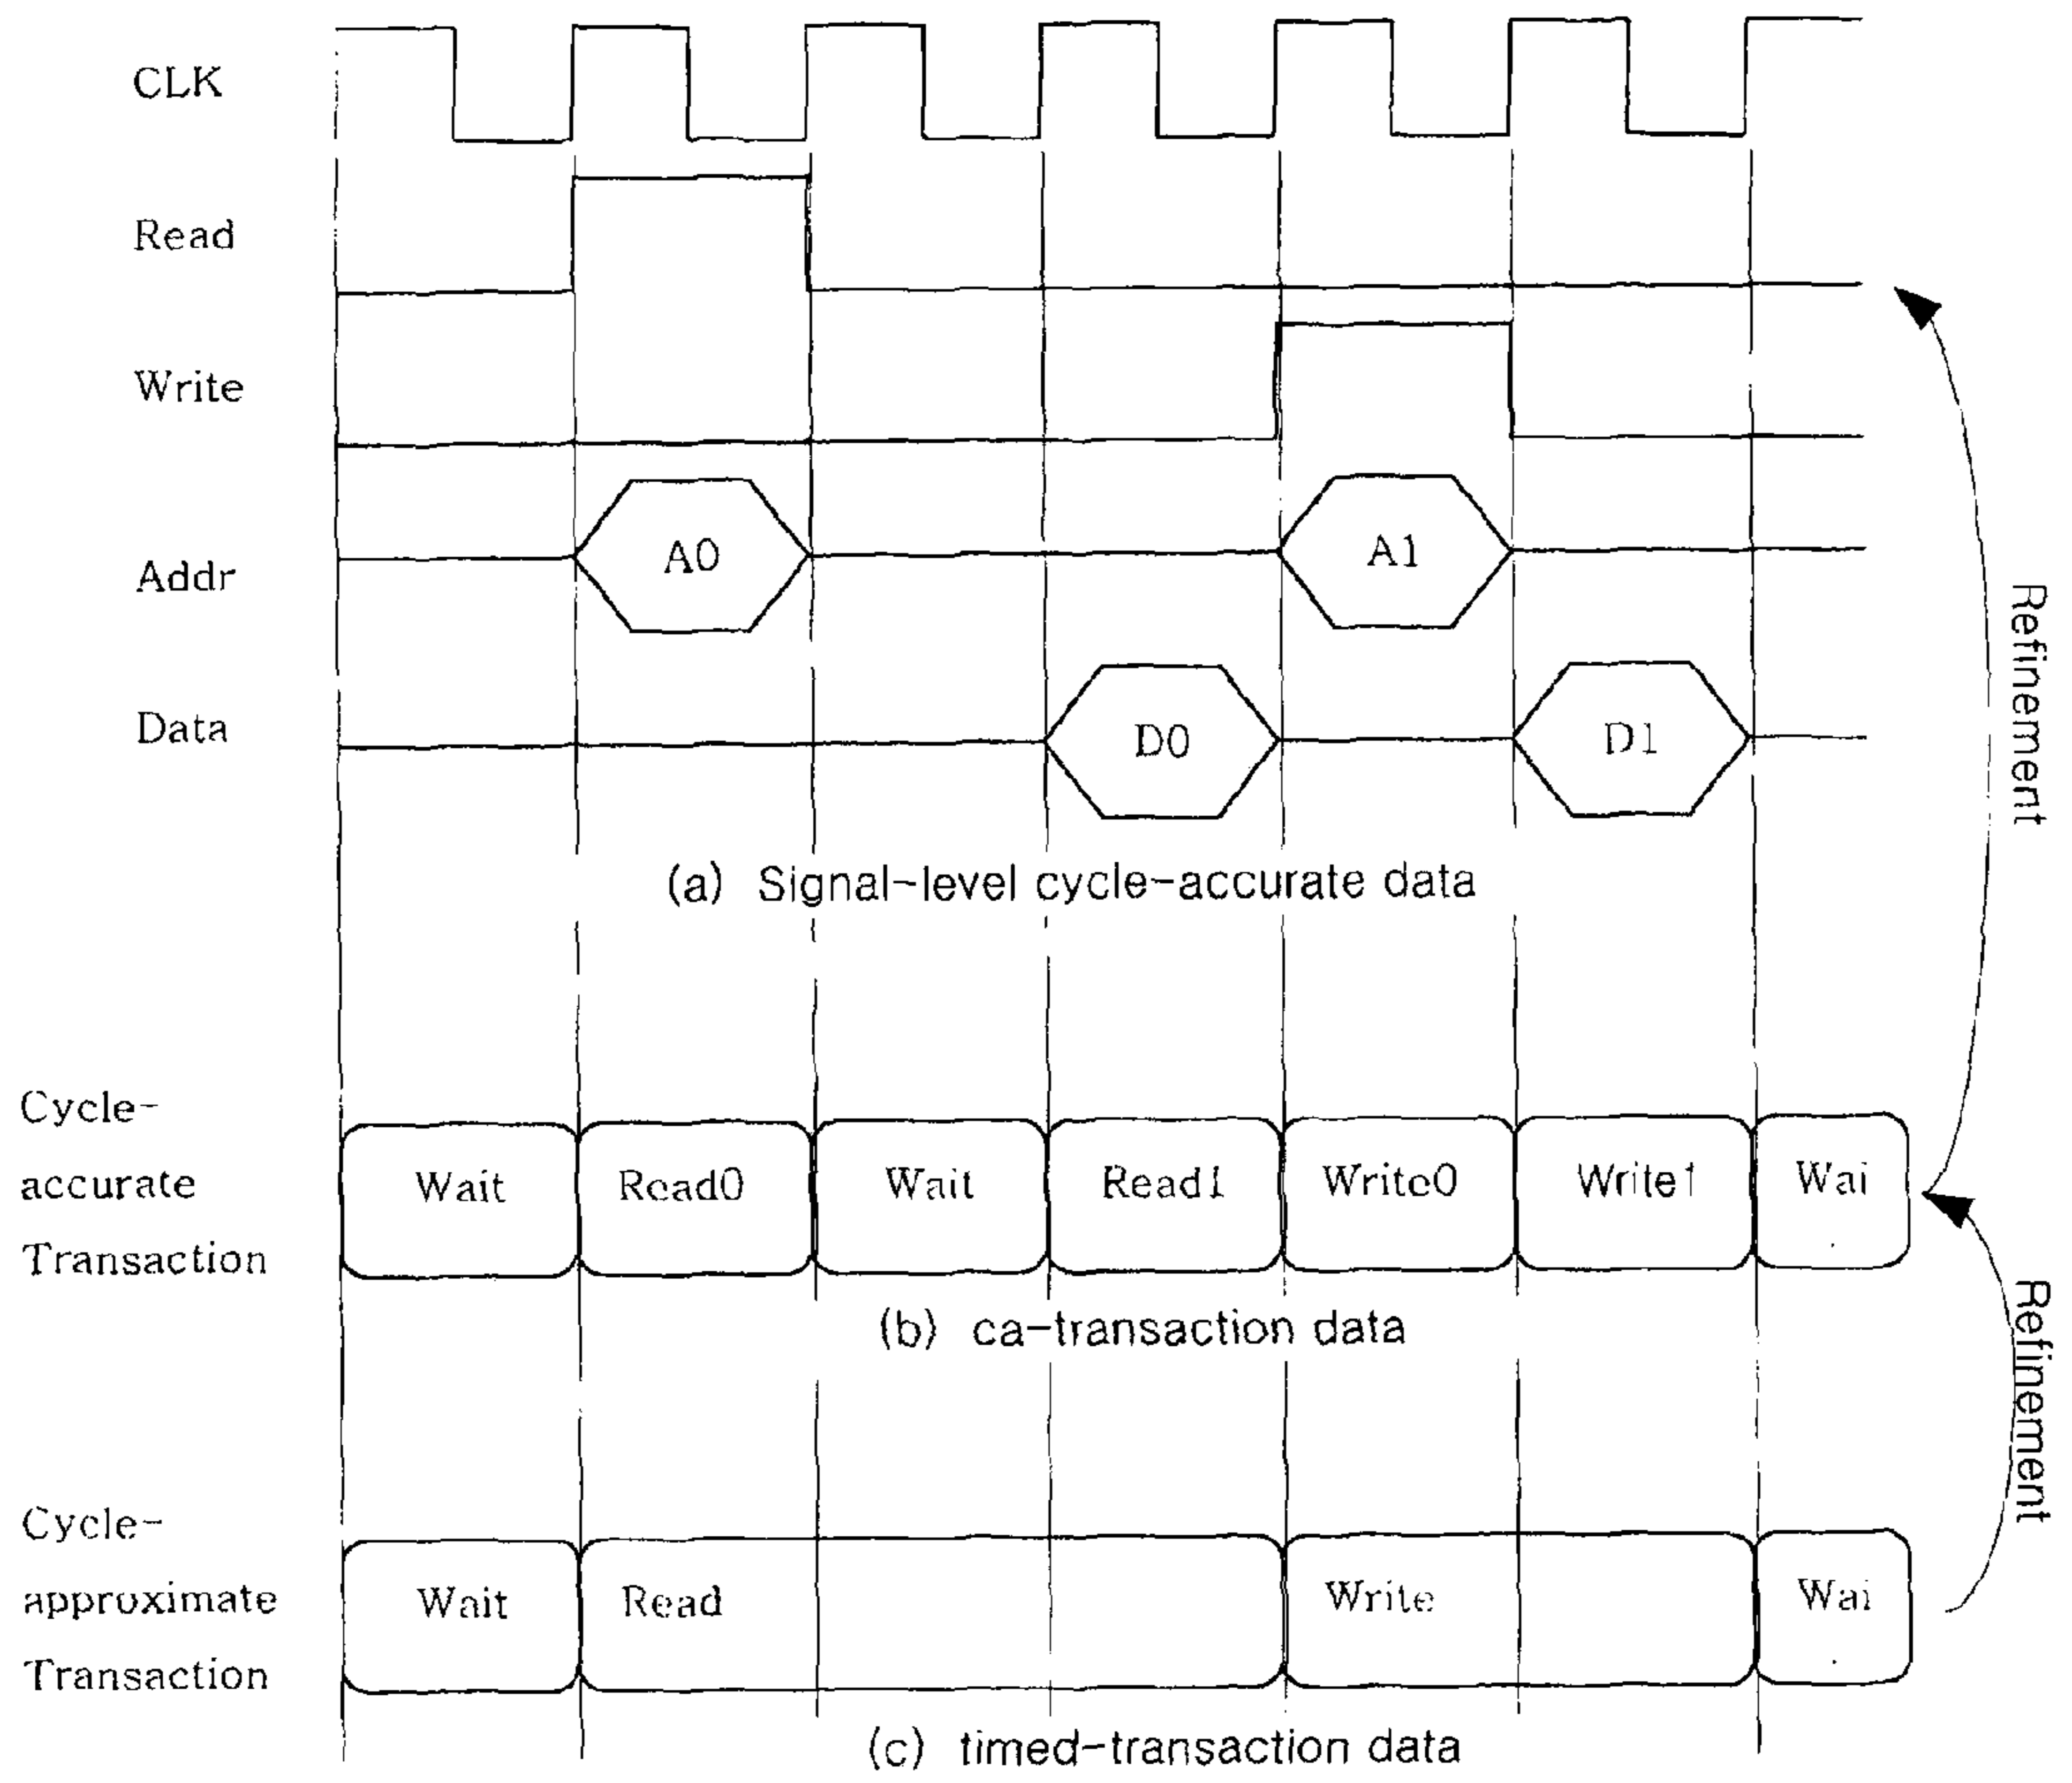 CLK
Read
Write
A0
A1
Addr
Data
D0
D1
(a) Signal-level cycle-accurate data
Refinement
Cycle-
accurate
Transaction
Wait
Read0
Wait
Read1
Write0
Write1
Wai
(b) ca-transaction data
Refinement
Cycle-
approximate
Transaction
Wait
Read
Write
Wai
(c) timed-transaction data